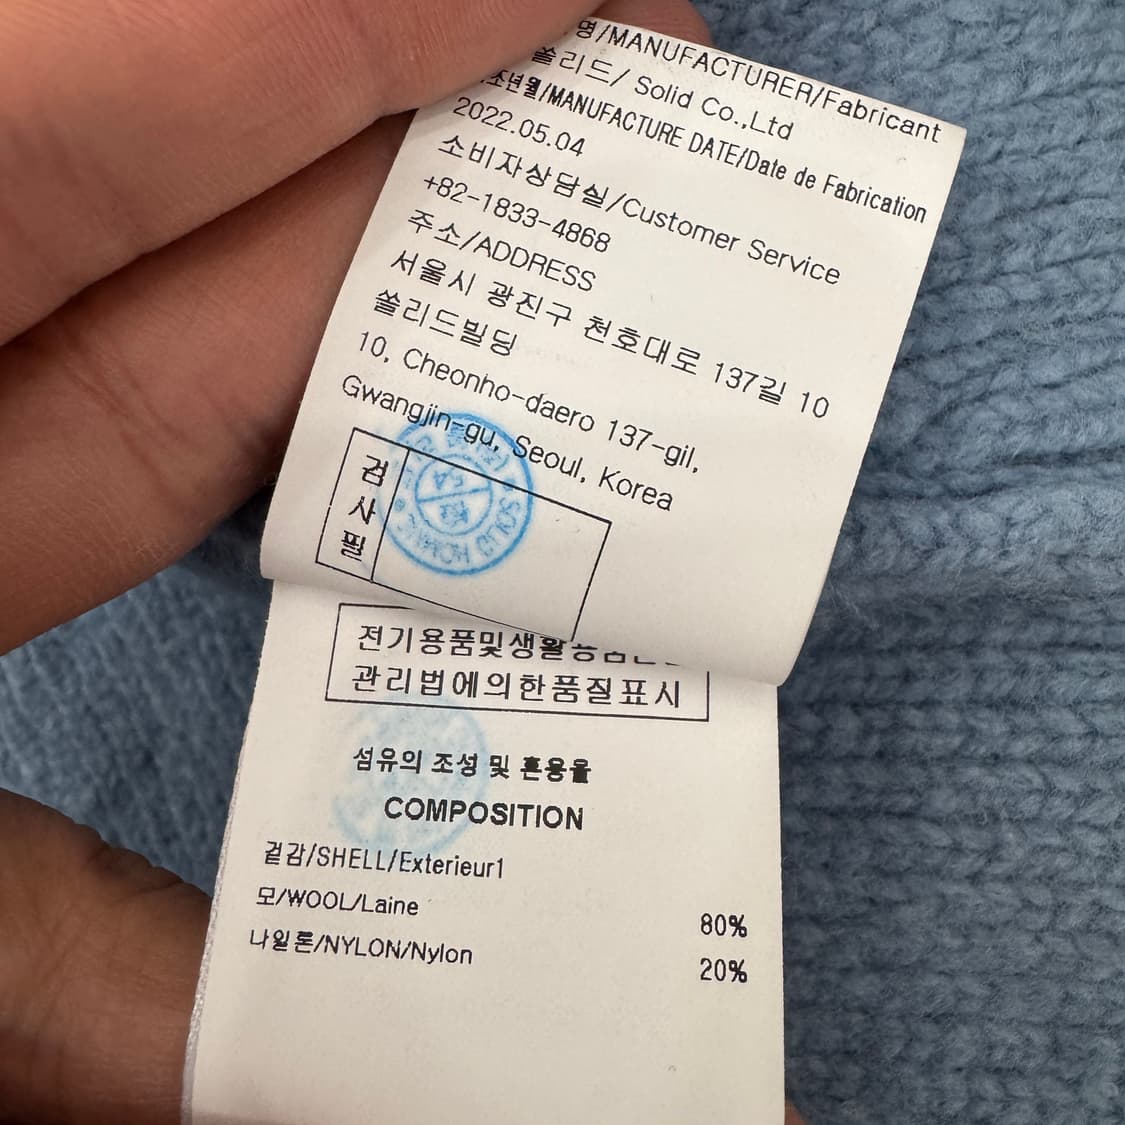 명/MANUFACTURER/Fabricant
쏠리드/ Solid Co.,Ltd
조년월/MANUFACTURE DATE/Date de Fabrication
2022.05.04
소비자상담실/Customer Service
+82-1833-4868
주소/ADDRESS
서울시 광진구 천호대로 137길 10
쏠리드빌딩
10, Cheonho-daero 137-gil,
Gwangjin-gu, Seoul, Korea
검사필
SOLID HOMME
전기용품및생활용품안전
관리법에의한품질표시
섬유의 조성 및 혼용율
COMPOSITION
겉감/SHELL/Exterieur1
모/WOOL/Laine 80%
나일론/NYLON/Nylon 20%